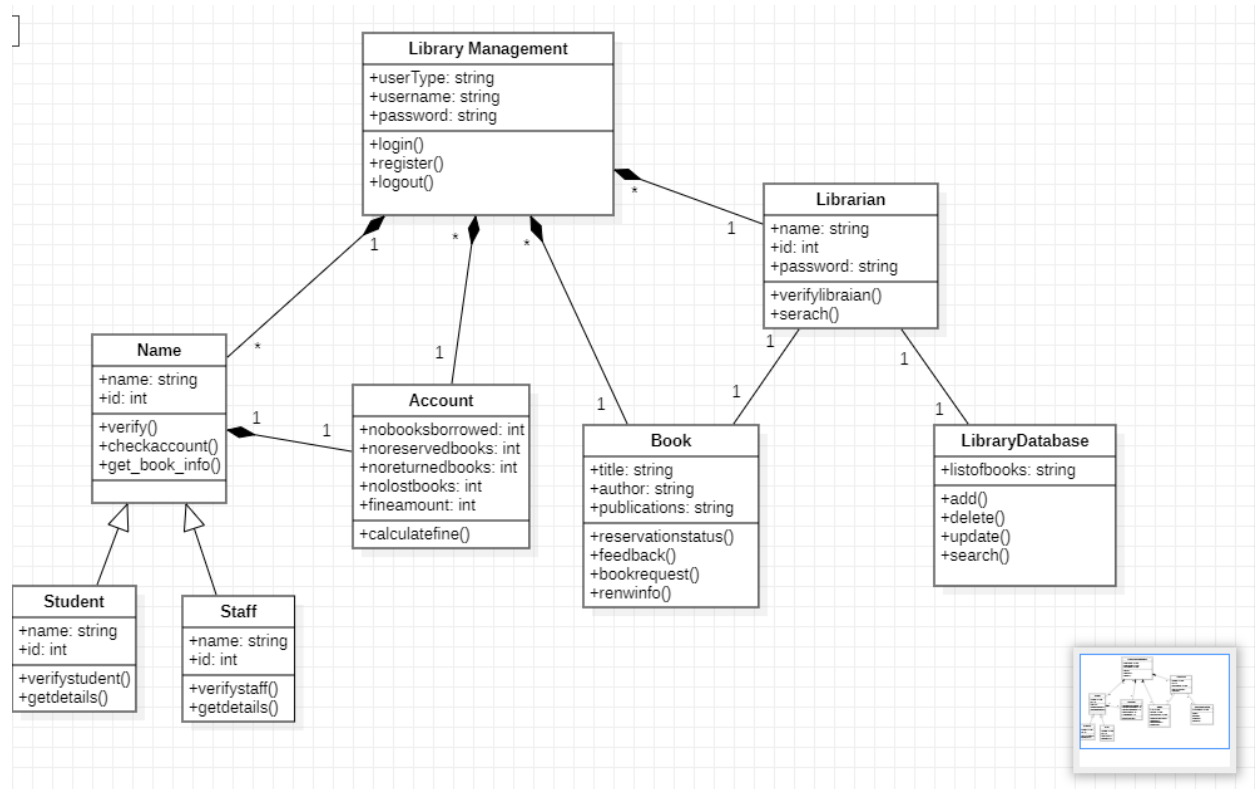 Library Management
+userType: string
+username: string
+password: string
+login()
+register()
+logout()
*
1
Librarian
+name: string
+id: int
+password: string
+verifylibraian()
+serach()
1
*
*
*
1
1
1
1
1
1
1
Name
+name: string
+id: int
+verify()
+checkaccount()
+get_book_info()
1
1
Account
+nobooksborrowed: int
+noreservedbooks: int
+noreturnedbooks: int
+nolostbooks: int
+fineamount: int
+calculatefine()
Book
+title: string
+author: string
+publications: string
+reservationstatus()
+feedback()
+bookrequest()
+renwinfo()
LibraryDatabase
+listofbooks: string
+add()
+delete()
+update()
+search()
Student
+name: string
+id: int
+verifystudent()
+getdetails()
Staff
+name: string
+id: int
+verifystaff()
+getdetails()